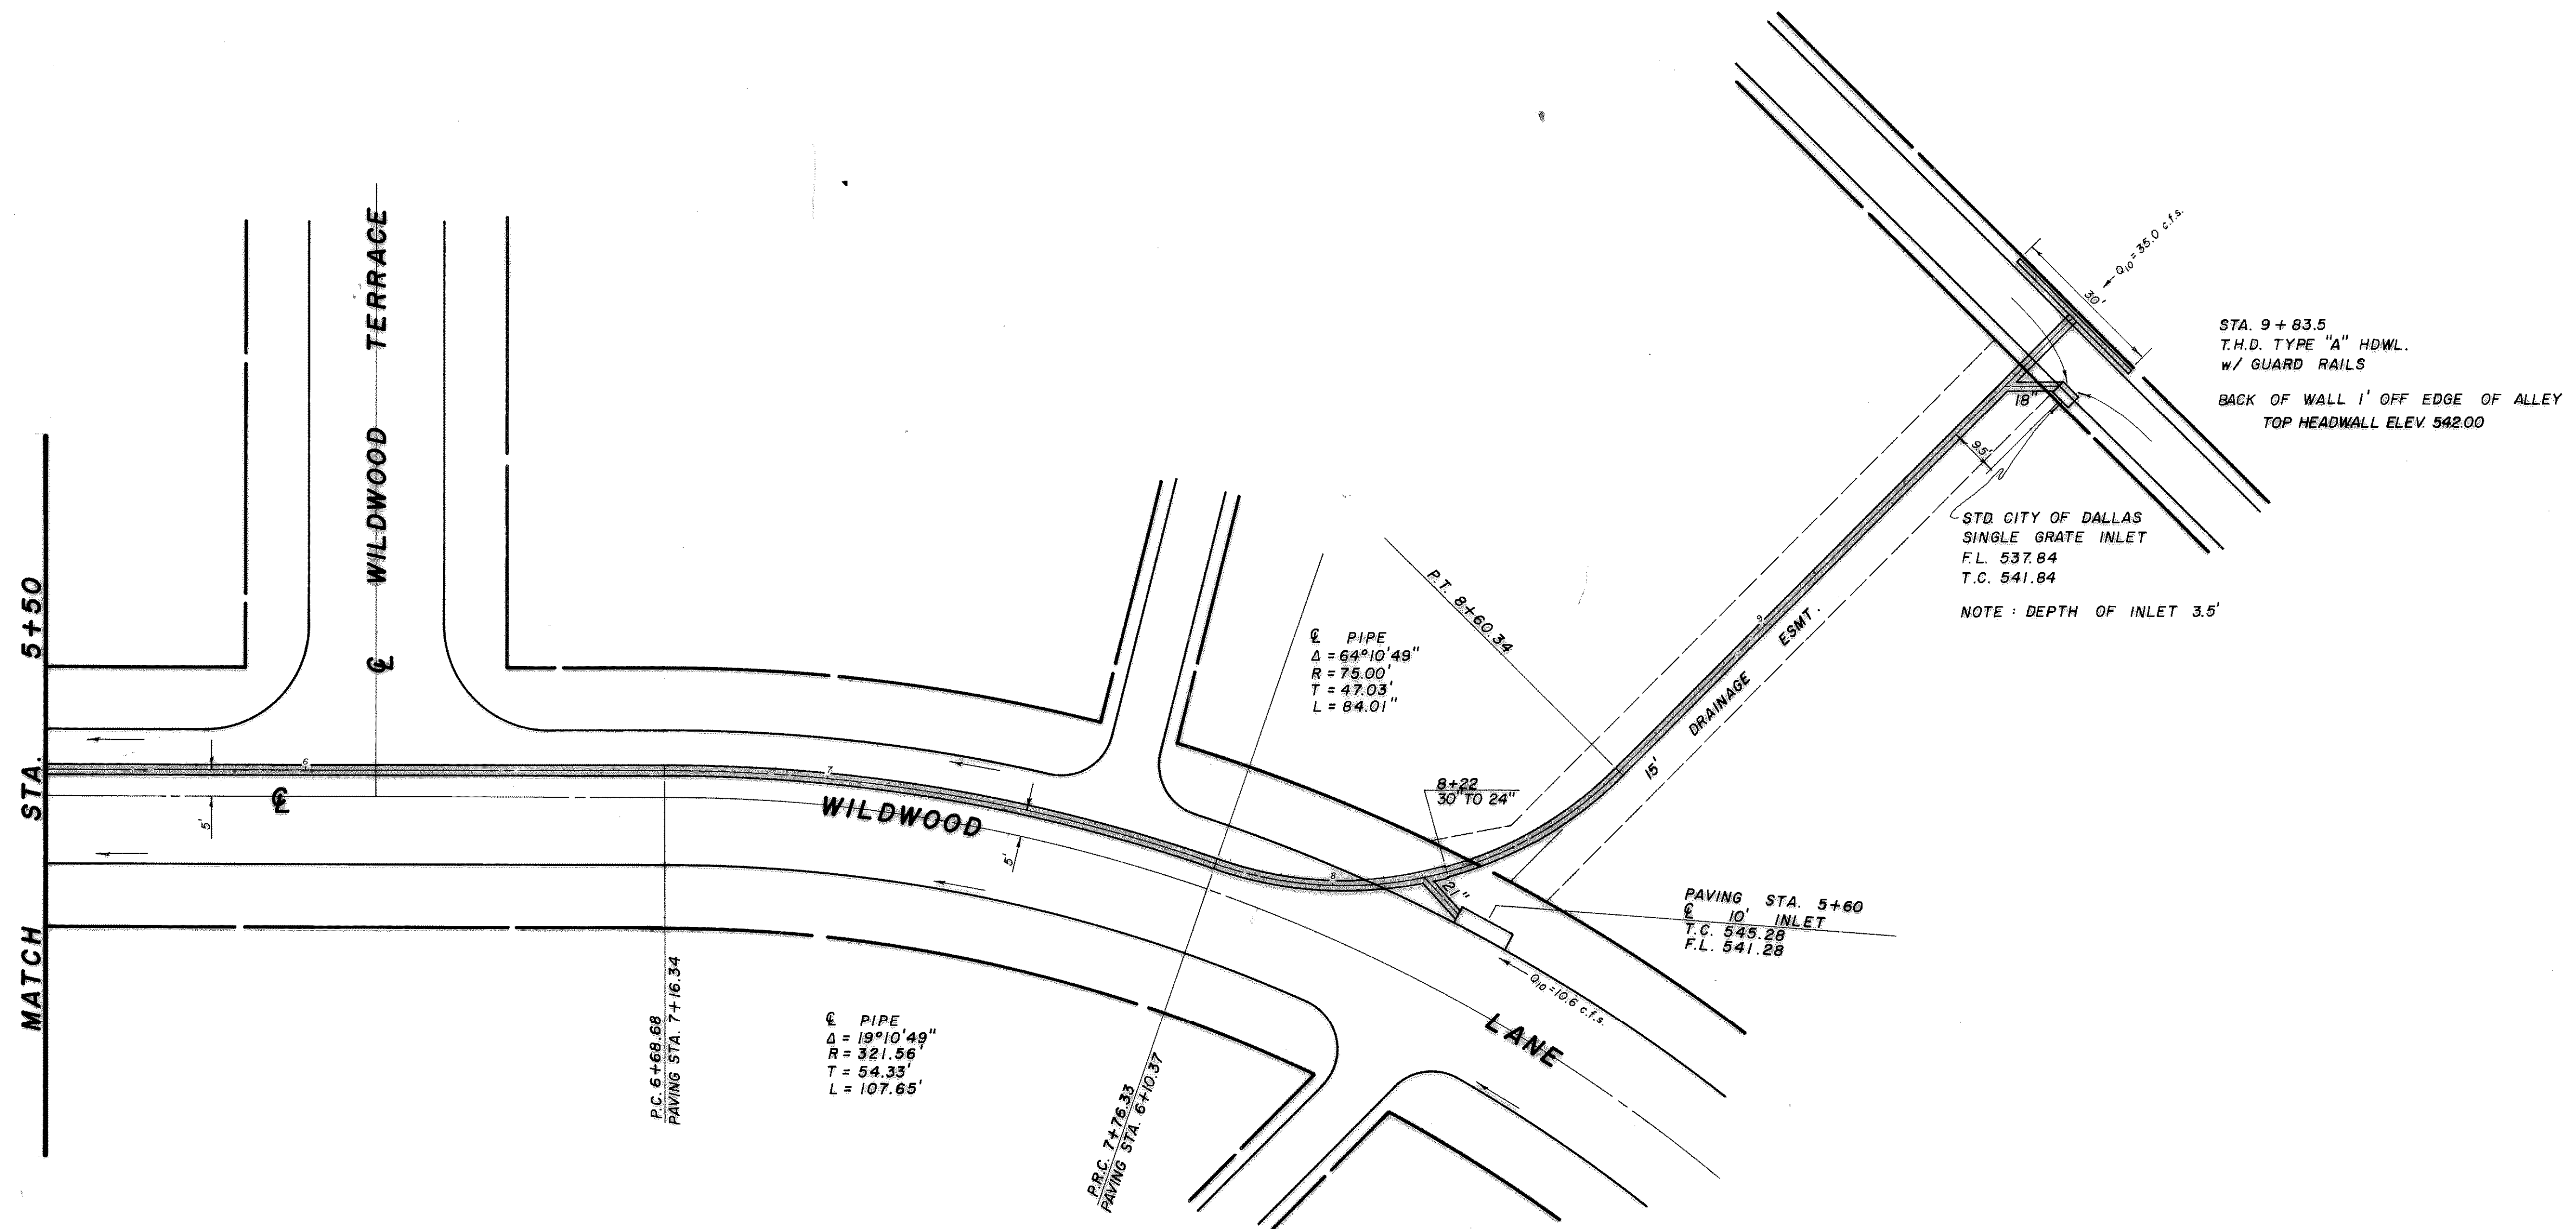 MATCH STA. 5+50
WILDWOOD TERRACE
℄
℄
6
5'
7
WILDWOOD
5'
P.C. 6+68.68
PAVING STA. 7+16.34
℄ PIPE
Δ = 19°10'49"
R = 321.56'
T = 54.33'
L = 107.65'
P.R.C. 7+76.33
PAVING STA. 6+10.37
℄ PIPE
Δ = 64°10'49"
R = 75.00'
T = 47.03'
L = 84.01"
P.T. 8+60.34
8
8+22
30" TO 24"
21"
PAVING STA. 5+60
℄ 10' INLET
T.C. 545.28
F.L. 541.28
Q10 = 10.6 c.f.s.
LANE
15' DRAINAGE ESMT.
9
9.5'
18"
30'
Q10 = 35.0 c.f.s.
STA. 9 + 83.5
T.H.D. TYPE "A" HDWL.
w/ GUARD RAILS
BACK OF WALL 1' OFF EDGE OF ALLEY
TOP HEADWALL ELEV. 542.00
STD. CITY OF DALLAS
SINGLE GRATE INLET
F.L. 537.84
T.C. 541.84
NOTE : DEPTH OF INLET 3.5'